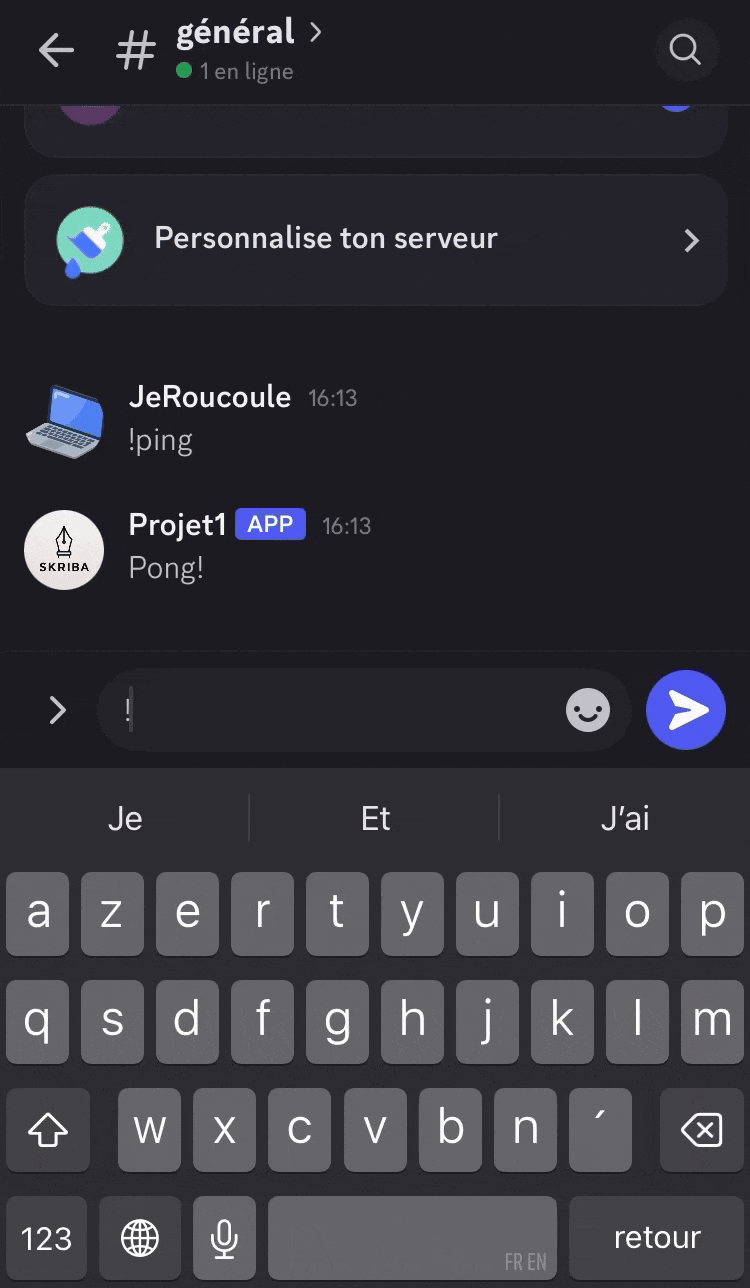 général
1 en ligne
Personnalise ton serveur
JeRoucoule 16:13
!ping
Projet1 APP 16:13
SKRIBA
Pong!
!
Je Et J’ai
a z e r t y u i o p
q s d f g h j k l m
w x c v b n ´
123 FR EN retour